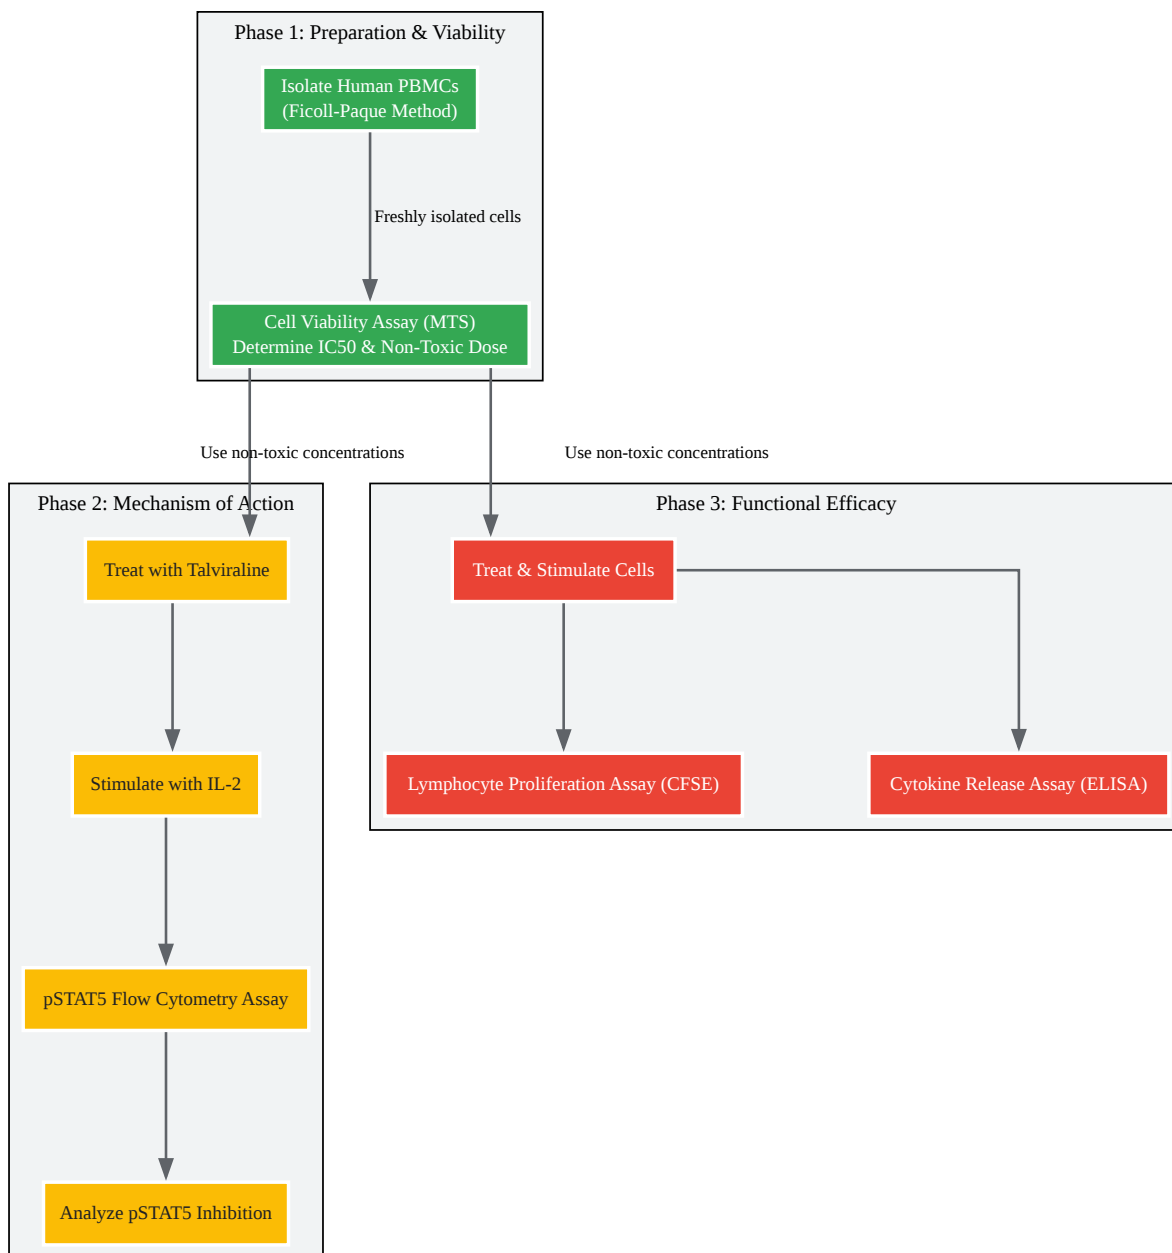 Phase 1: Preparation & Viability
Isolate Human PBMCs
(Ficoll-Paque Method)
Freshly isolated cells
Cell Viability Assay (MTS)
Determine IC50 & Non-Toxic Dose
Use non-toxic concentrations
Use non-toxic concentrations
Phase 2: Mechanism of Action
Treat with Talviraline
Stimulate with IL-2
pSTAT5 Flow Cytometry Assay
Analyze pSTAT5 Inhibition
Phase 3: Functional Efficacy
Treat & Stimulate Cells
Lymphocyte Proliferation Assay (CFSE)
Cytokine Release Assay (ELISA)